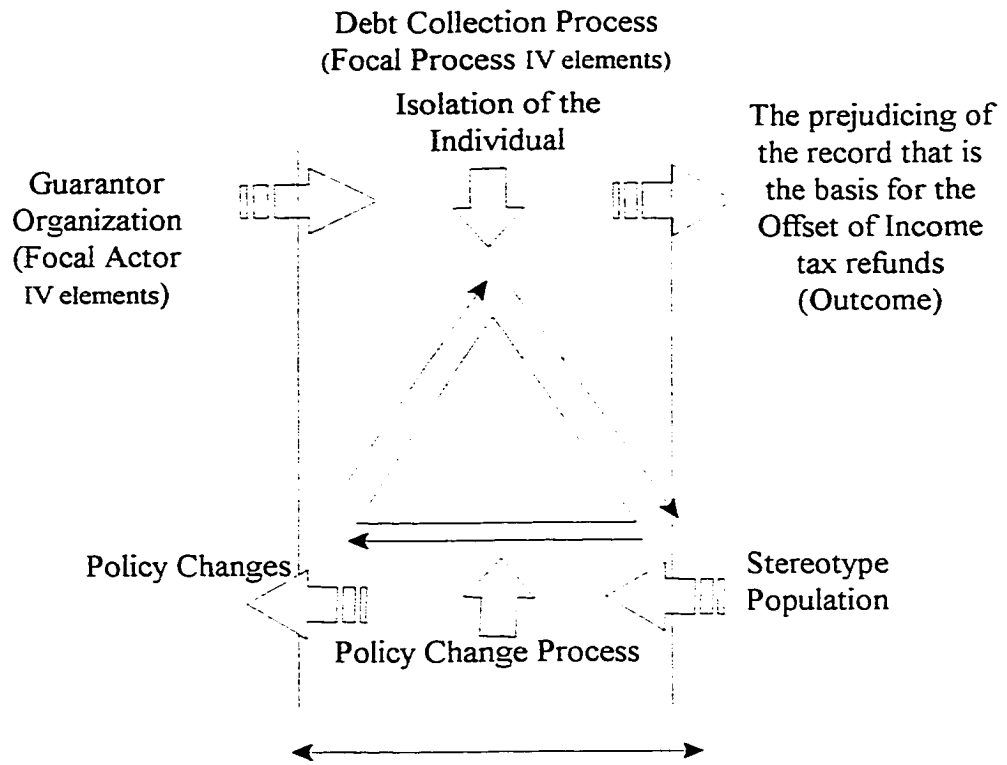 Debt Collection Process
(Focal Process IV elements)
Isolation of the
Individual
The prejudicing of
the record that is
the basis for the
Offset of Income
tax refunds
(Outcome)
Guarantor
Organization
(Focal Actor
IV elements)
Policy Changes
Stereotype
Population
Policy Change Process